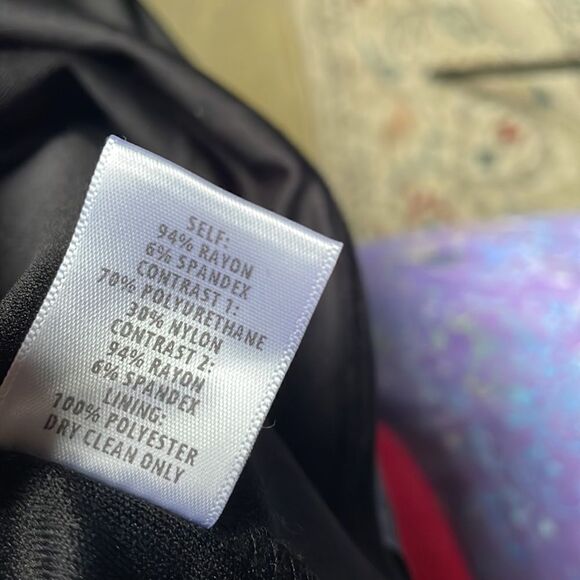 SELF:
94% RAYON
6% SPANDEX
CONTRAST 1:
70% POLYURETHANE
30% NYLON
CONTRAST 2:
94% RAYON
6% SPANDEX
LINING:
100% POLYESTER
DRY CLEAN ONLY